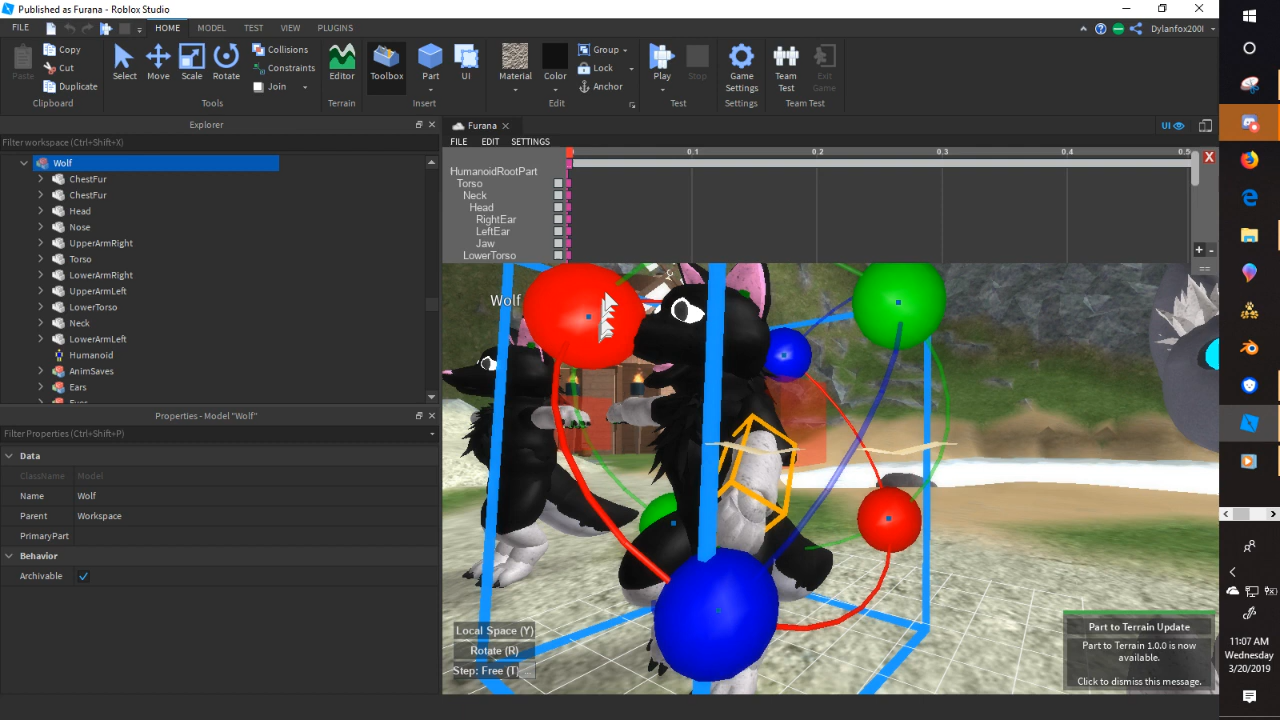 Published as Furana - Roblox Studio
FILE HOME MODEL TEST VIEW PLUGINS Dylanfox200l
Paste Copy Cut Duplicate
Select Move Scale Rotate
Collisions
Constraints
Join
Editor Toolbox Part UI
Material Color
Group
Lock
Anchor
Play Stop Game Settings Team Test Exit Game
Clipboard Tools Terrain Insert Edit Test Settings Team Test
Explorer
Filter workspace (Ctrl+Shift+X)
Wolf
ChestFur
ChestFur
Head
Nose
UpperArmRight
Torso
LowerArmRight
UpperArmLeft
LowerTorso
Neck
LowerArmLeft
Humanoid
AnimSaves
Ears
Properties - Model "Wolf"
Filter Properties (Ctrl+Shift+P)
Data
ClassName Model
Name Wolf
Parent Workspace
PrimaryPart
Behavior
Archivable
Furana UI
FILE EDIT SETTINGS
0.1 0.2 0.3 0.4 0.5 X
HumanoidRootPart
Torso
Neck
Head
RightEar
LeftEar
Jaw
LowerTorso
+ -
==
Wolf
Local Space (Y)
Rotate (R)
Step: Free (T) ...
Part to Terrain Update
Part to Terrain 1.0.0 is now
available.
Click to dismiss this message.
11:07 AM
Wednesday
3/20/2019